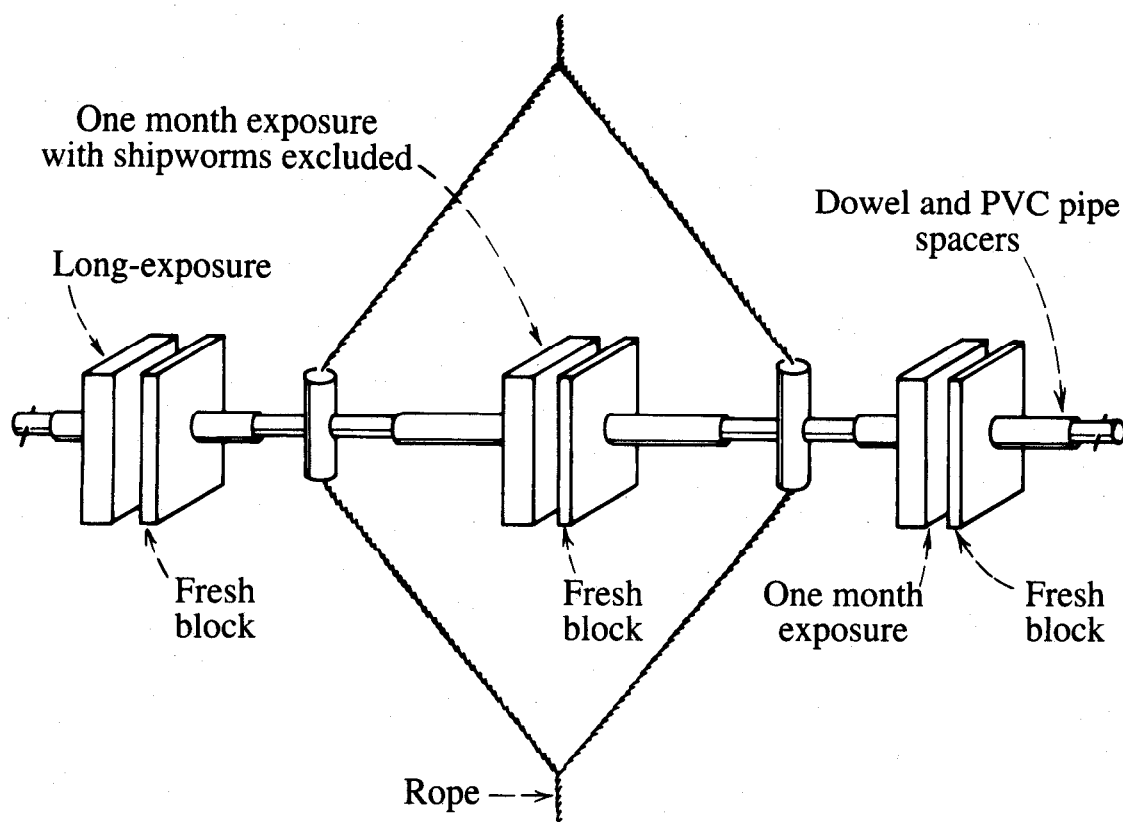 One month exposure
with shipworms excluded
Dowel and PVC pipe
spacers
Long-exposure
Fresh
block
Fresh
block
One month
exposure
Fresh
block
Rope